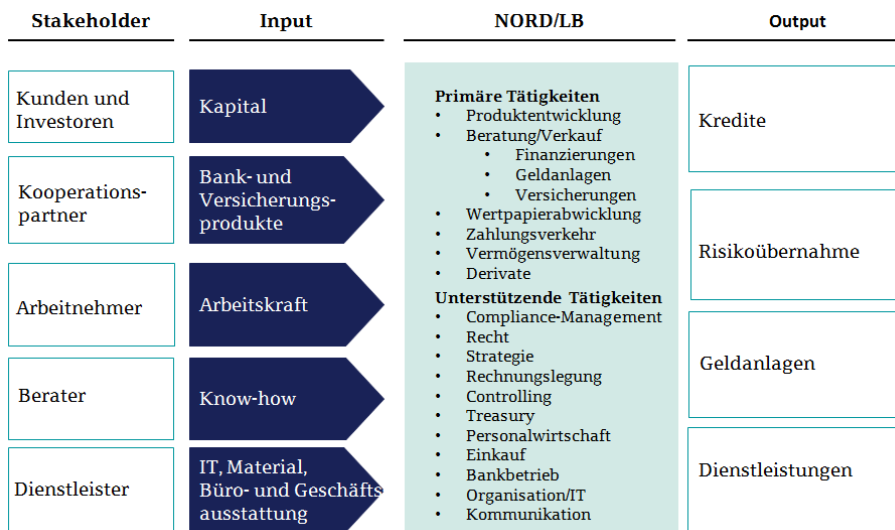 Stakeholder
Input
NORD/LB
Output
Kunden und
Investoren
Kapital
Kooperations-
partner
Bank- und
Versicherungs-
produkte
Arbeitnehmer
Arbeitskraft
Berater
Know-how
Dienstleister
IT, Material,
Büro- und Geschäfts
ausstattung
Primäre Tätigkeiten
• Produktentwicklung
• Beratung/Verkauf
• Finanzierungen
• Geldanlagen
• Versicherungen
• Wertpapierabwicklung
• Zahlungsverkehr
• Vermögensverwaltung
• Derivate
Unterstützende Tätigkeiten
• Compliance-Management
• Recht
• Strategie
• Rechnungslegung
• Controlling
• Treasury
• Personalwirtschaft
• Einkauf
• Bankbetrieb
• Organisation/IT
• Kommunikation
Kredite
Risikoübernahme
Geldanlagen
Dienstleistungen